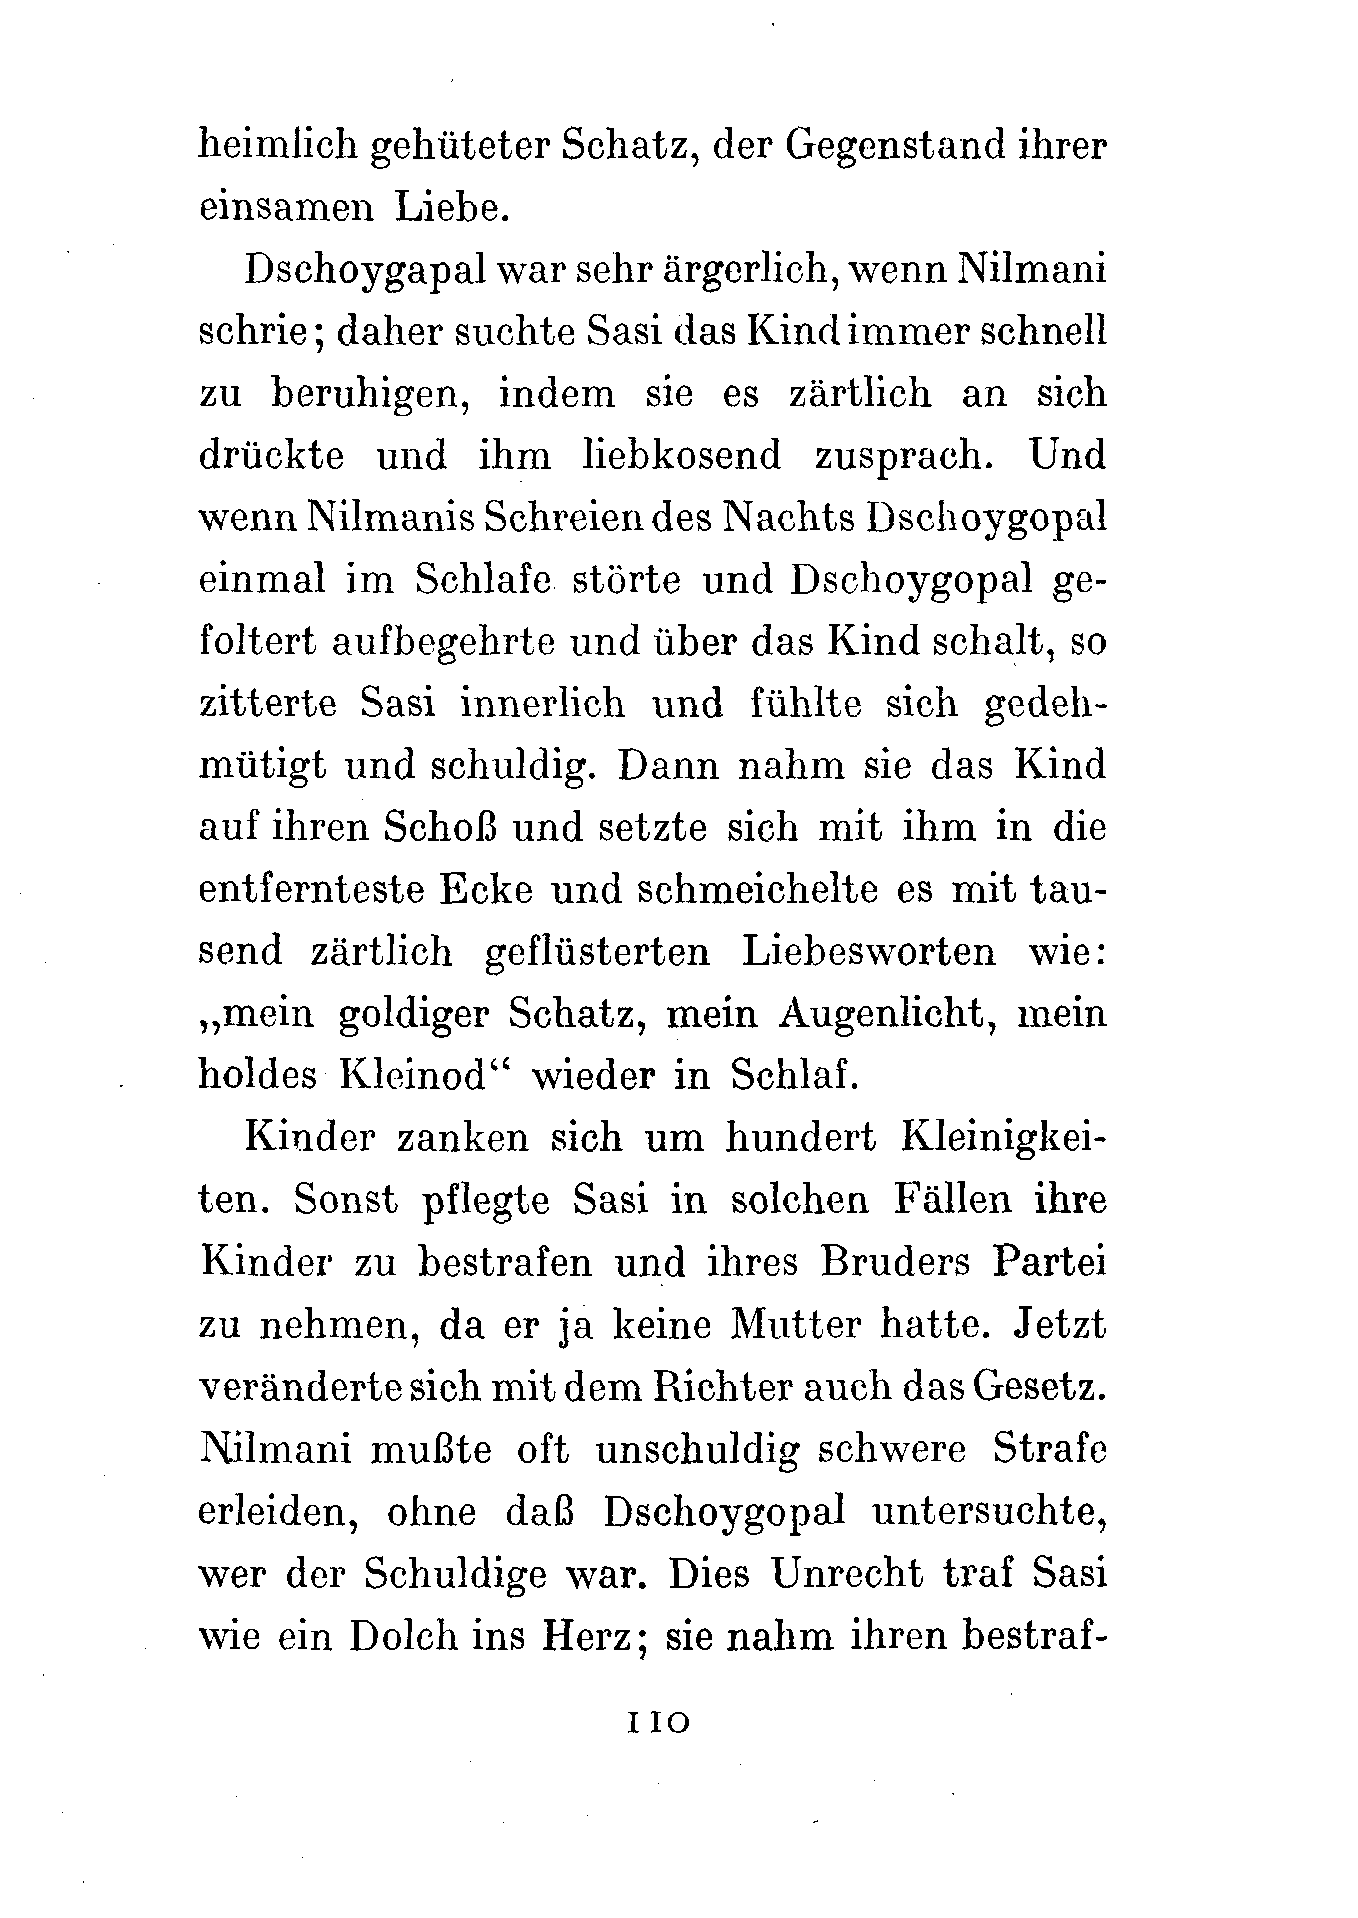 heimlich gehüteter Schatz, der Gegenstand ihrer
einsamen Liebe.
Dschoygapal war sehr ärgerlich, wenn Nilmani
schrie; daher suchte Sasi das Kind immer schnell
zu beruhigen, indem sie es zärtlich an sich
drückte und ihm liebkosend zusprach. Und
wenn Nilmanis Schreien des Nachts Dschoygopal
einmal im Schlafe störte und Dschoygopal ge-
foltert aufbegehrte und über das Kind schalt, so
zitterte Sasi innerlich und fühlte sich gedeh-
mütigt und schuldig. Dann nahm sie das Kind
auf ihren Schoß und setzte sich mit ihm in die
entfernteste Ecke und schmeichelte es mit tau-
send zärtlich geflüsterten Liebesworten wie:
„mein goldiger Schatz, mein Augenlicht, mein
holdes Kleinod“ wieder in Schlaf.
Kinder zanken sich um hundert Kleinigkei-
ten. Sonst pflegte Sasi in solchen Fällen ihre
Kinder zu bestrafen und ihres Bruders Partei
zu nehmen, da er ja keine Mutter hatte. Jetzt
veränderte sich mit dem Richter auch das Gesetz.
Nilmani mußte oft unschuldig schwere Strafe
erleiden, ohne daß Dschoygopal untersuchte,
wer der Schuldige war. Dies Unrecht traf Sasi
wie ein Dolch ins Herz; sie nahm ihren bestraf-
110